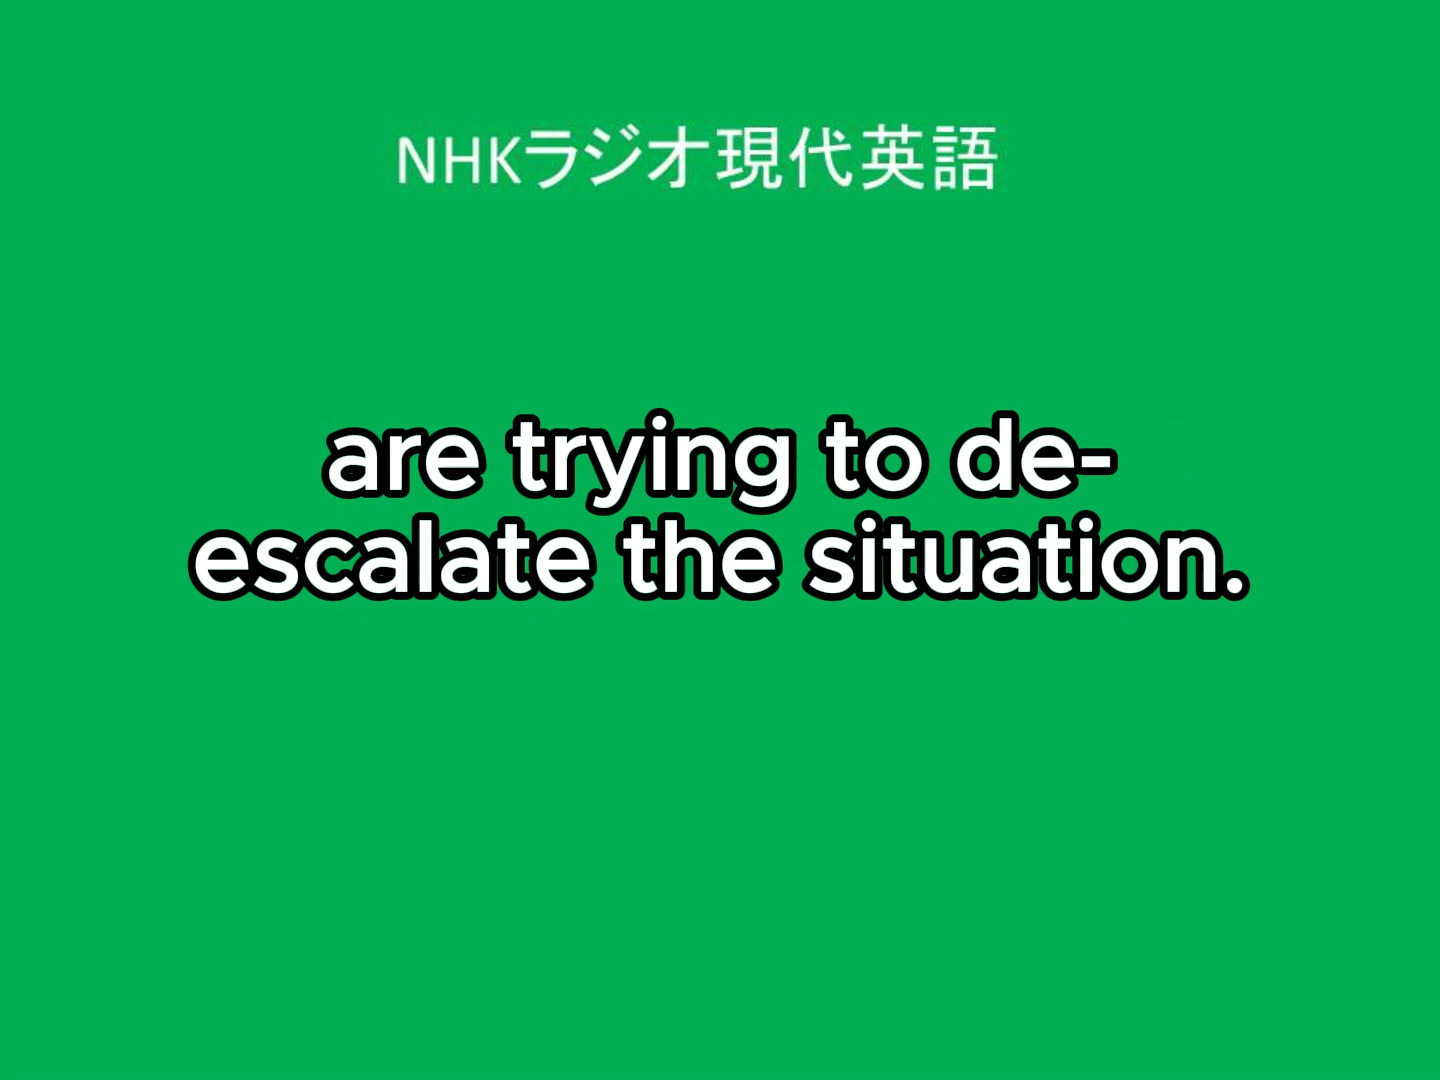 NHKラジオ現代英語
are trying to de-
escalate the situation.